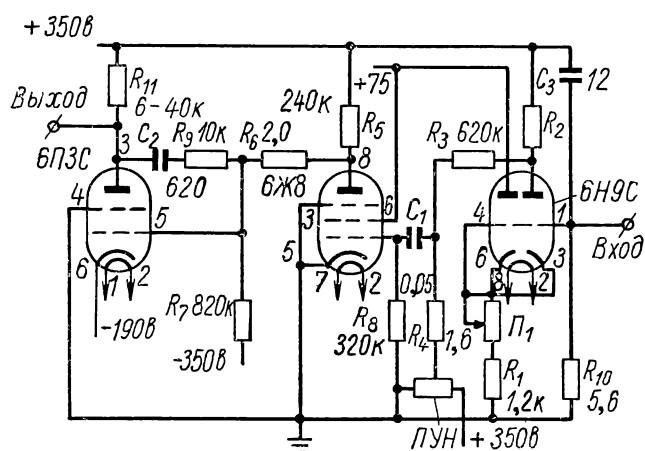 +350в
+75
C₃ 12
R₁₁
6-40к
Выход
240к
R₅
R₃ 620к
R₂
3
C₂ R₉ 10к R₆ 2,0
8
6П3С
620
6Ж8
6
C₁
6Н9С
4
5
3
4
1
Вход
6 1 2
5
7 2
6 8 2 3
-190в
R₇ 820к
0,05
R₈ R₄ 1,6
П₁
320к
-350в
R₁
1,2к
R₁₀
5,6
ПУН +350в